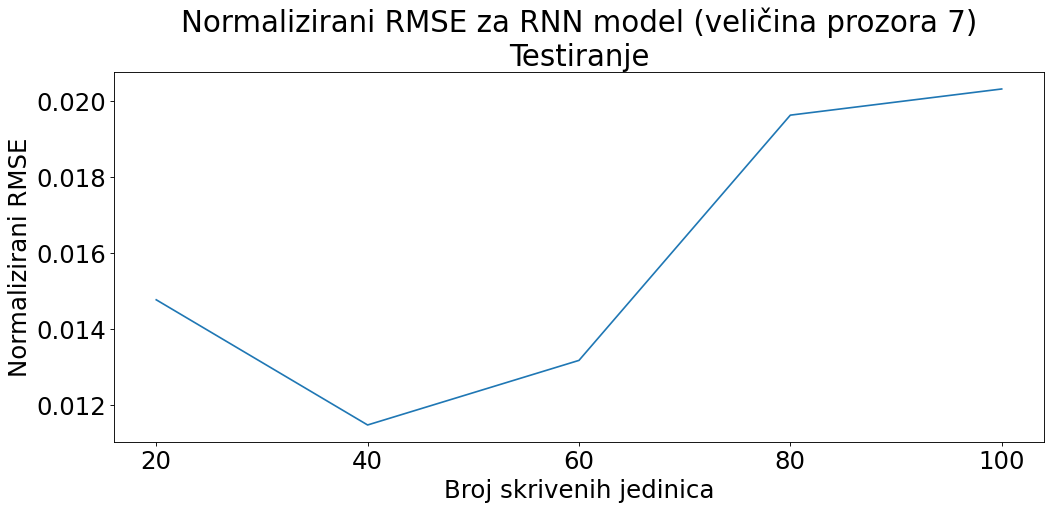 Normalizirani RMSE za RNN model (veličina prozora 7)
Testiranje
Normalizirani RMSE
0.020
0.018
0.016
0.014
0.012
20 40 60 80 100
Broj skrivenih jedinica